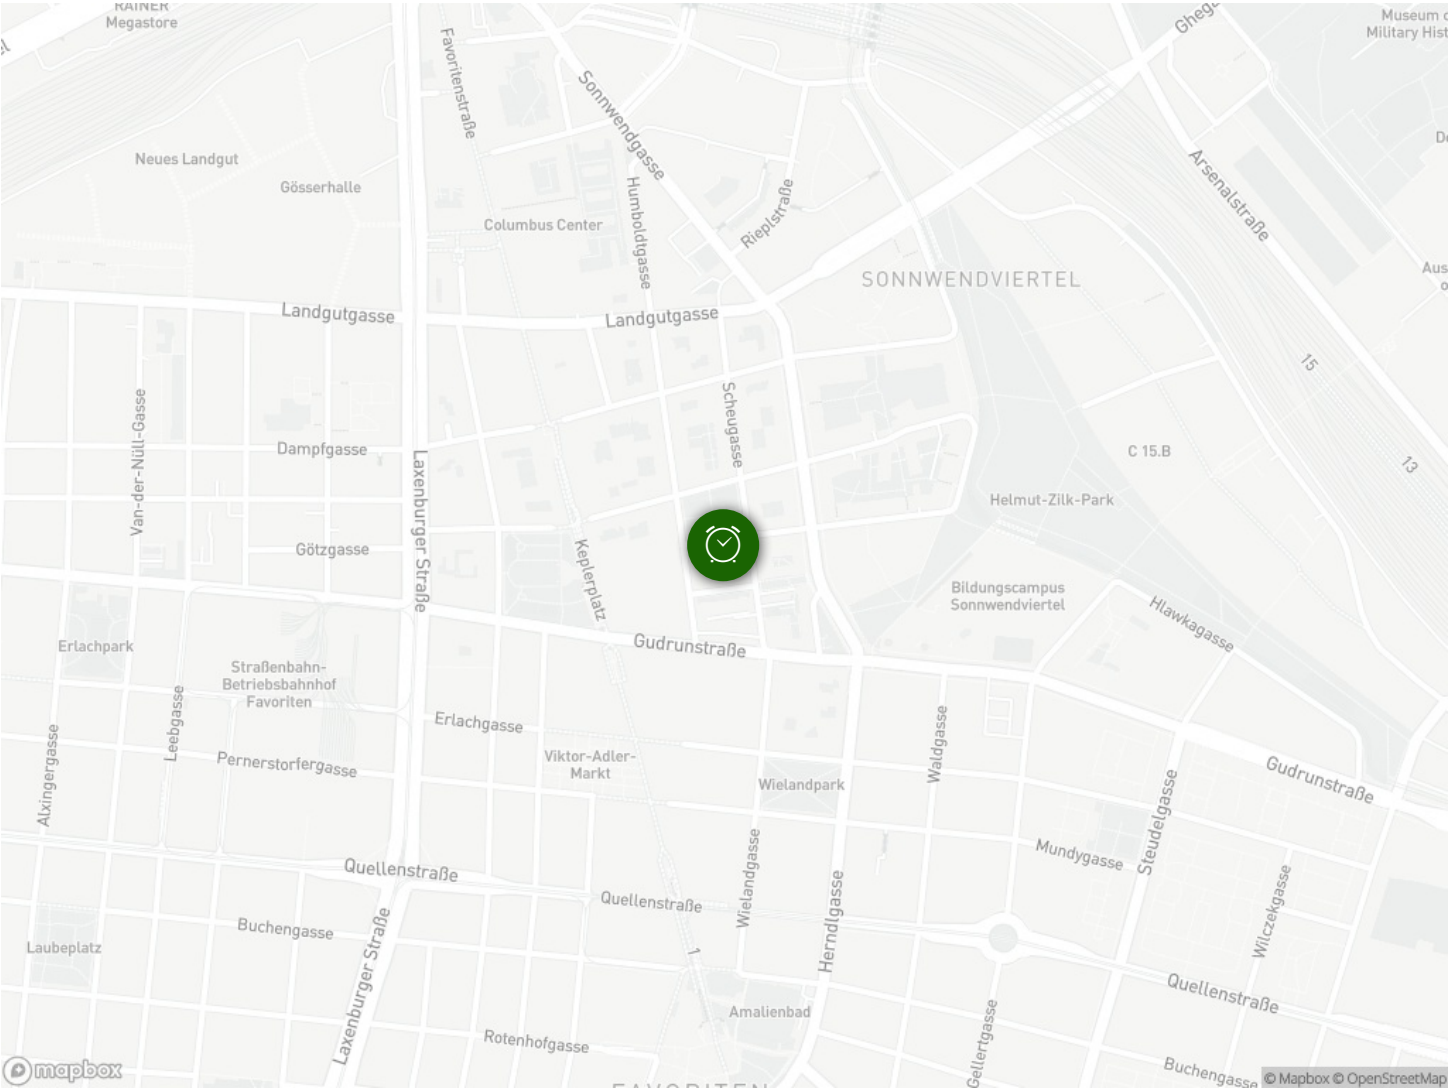 RAINER
Megastore
Favoritenstraße
Sonnwendgasse
Museum
Military Hist
Arsenalstraße
Neues Landgut
Gösserhalle
Columbus Center
Humboldtgasse
Rieplstraße
SONNWENDVIERTEL
Landgutgasse
Landgutgasse
15
Van-der-Null-Gasse
Scheugasse
Dampfgasse
Laxenburger Straße
C 15.B
13
Helmut-Zilk-Park
Götzgasse
Keplerplatz
Bildungscampus
Sonnwendviertel
Hlawkagasse
Erlachpark
Gudrunstraße
Straßenbahn-
Betriebsbahnhof
Favoriten
Leebgasse
Erlachgasse
Waldgasse
Alxingergasse
Pernerstorfergasse
Viktor-Adler-
Markt
Wielandpark
Gudrunstraße
Steudelgasse
Mundygasse
Quellenstraße
Quellenstraße
Wielandgasse
Herndlgasse
Wilczekgasse
Buchengasse
Laubeplatz
Laxenburger Straße
1
Quellenstraße
Amalienbad
Gellertgasse
Rotenhofgasse
Buchengasse
FAVORITEN
mapbox
© Mapbox © OpenStreetMap